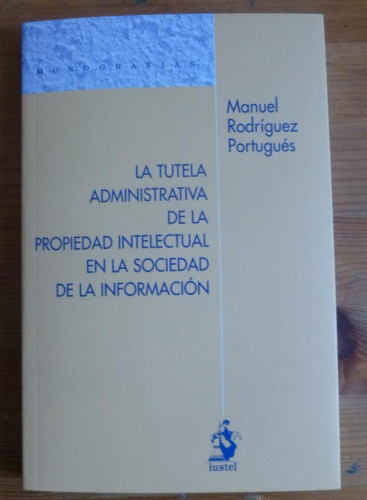 MONOGRAFÍAS
Manuel
Rodríguez
Portugués
LA TUTELA
ADMINISTRATIVA
DE LA
PROPIEDAD INTELECTUAL
EN LA SOCIEDAD
DE LA INFORMACIÓN
iustel